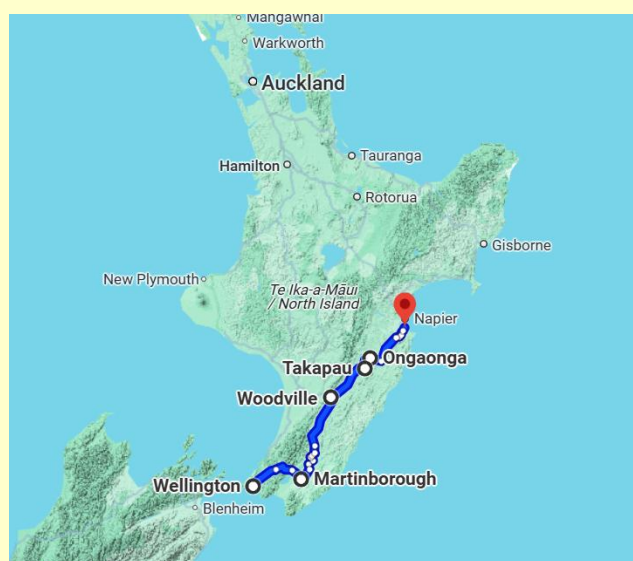 Mangawhai
Warkworth
Auckland
Tauranga
Hamilton
Rotorua
Gisborne
New Plymouth
Te Ika-a-Māui
/ North Island
Napier
Ongaonga
Takapau
Woodville
Martinborough
Wellington
Blenheim